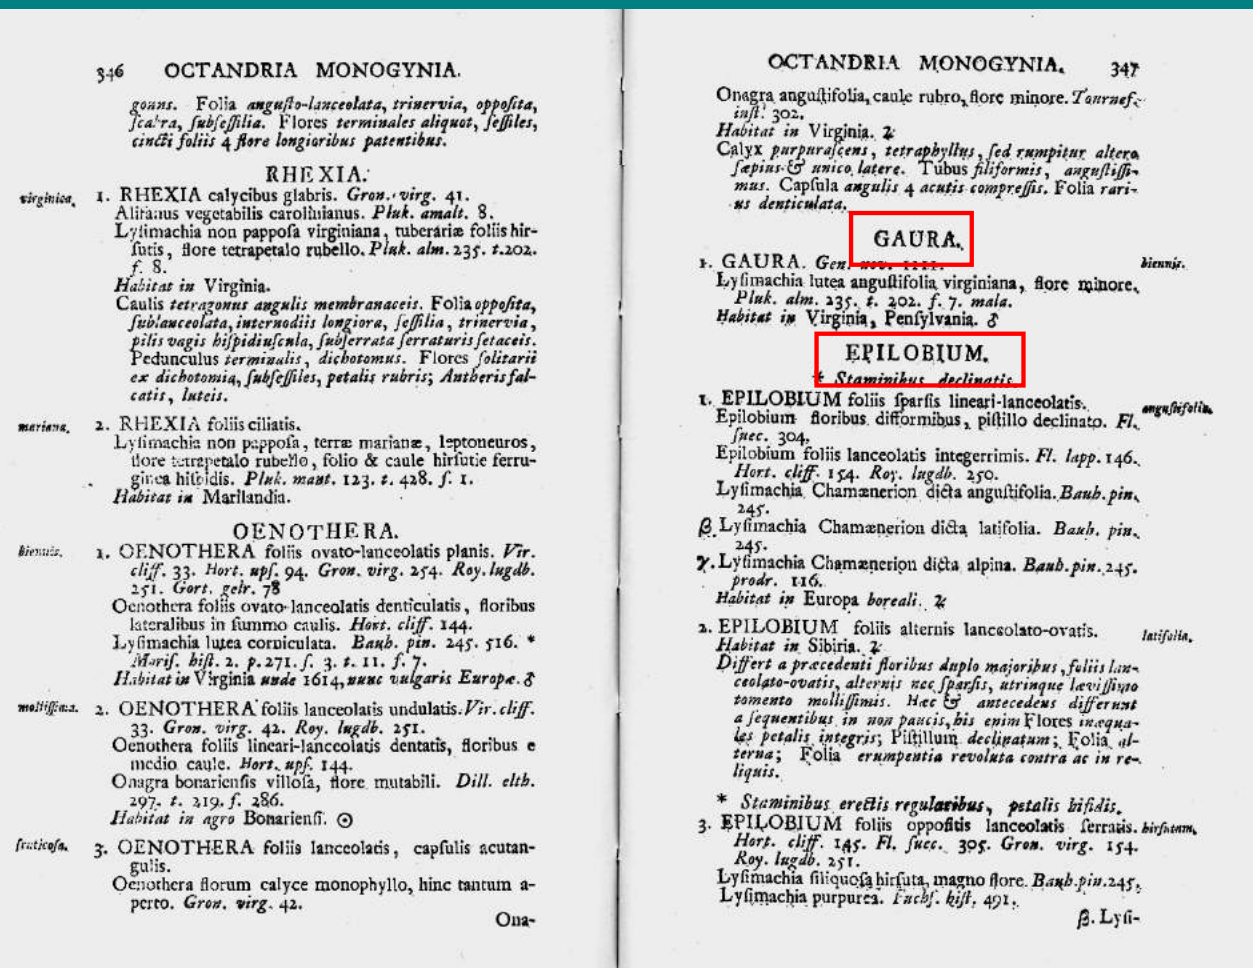 346 OCTANDRIA MONOGYNIA.
gonus. Folia anguſto-lanceolata, trinervia, oppoſita,
ſcabra, ſubſeſſilia. Flores terminales aliquot, ſeſſiles,
cincti foliis 4 flore longioribus patentibus.
RHEXIA.
virginica.
1. RHEXIA calycibus glabris. Gron. virg. 41.
Alifanus vegetabilis carolinianus. Pluk. amalt. 8.
Lyſimachia non pappoſa virginiana, tuberariæ foliis hir-
ſutis, flore tetrapetalo rubello. Pluk. alm. 235. t.202.
f. 8.
Habitat in Virginia.
Caulis tetragonus angulis membranaceis. Folia oppoſita,
ſublanceolata, internodiis longiora, ſeſſilia, trinervia,
pilis vagis hiſpidiuſcula, ſubſerrata ſerraturis ſetaceis.
Pedunculus terminalis, dichotomus. Flores ſolitarii
ex dichotomia, ſubſeſſiles, petalis rubris; Antheris fal-
catis, luteis.
mariana.
2. RHEXIA foliis ciliatis.
Lyſimachia non pappoſa, terræ marianæ, leptoneuros,
flore tetrapetalo rubello, folio & caule hirſutie ferru-
ginea hiſpidis. Pluk. mant. 123. t. 428. f. 1.
Habitat in Marilandia.
OENOTHERA.
biennis.
1. OENOTHERA foliis ovato-lanceolatis planis. Vir.
cliff. 33. Hort. upſ. 94. Gron. virg. 254. Roy. lugdb.
251. Gort. gelr. 78
Oenothera foliis ovato-lanceolatis denticulatis, floribus
lateralibus in ſummo caulis. Hort. cliff. 144.
Lyſimachia lutea corniculata. Bauh. pin. 245. 516. *
Moriſ. hiſt. 2. p. 271. ſ. 3. t. 11. f. 7.
Habitat in Virginia unde 1614, nunc vulgaris Europæ. ♂
mollisſima.
2. OENOTHERA foliis lanceolatis undulatis. Vir. cliff.
33. Gron. virg. 42. Roy. lugdb. 251.
Oenothera foliis lineari-lanceolatis dentatis, floribus e
medio caule. Hort. upſ. 144.
Onagra bonarienſis villoſa, flore mutabili. Dill. elth.
297. t. 219. f. 286.
Habitat in agro Bonarienſi. ☉
fruticoſa.
3. OENOTHERA foliis lanceolatis, capſulis acutan-
gulis.
Oenothera florum calyce monophyllo, hinc tantum a-
perto. Gron. virg. 42.
Ona-
OCTANDRIA MONOGYNIA. 347
Onagra anguſtifolia, caule rubro, flore minore. Tournef.
inſt. 302.
Habitat in Virginia. ♃
Calyx purpuraſcens, tetraphyllus, ſed rumpitur altero
ſæpius & unico latere. Tubus filiformis, anguſtiſſi-
mus. Capſula angulis 4 acutis compreſſis. Folia rari-
us denticulata.
GAURA.
1. GAURA. Gen. nov. 1111.
biennis.
Lyſimachia lutea anguſtifolia virginiana, flore minore.
Pluk. alm. 235. t. 202. f. 7. mala.
Habitat in Virginia, Penſylvania. ♂
EPILOBIUM.
* Staminibus declinatis.
1. EPILOBIUM foliis ſparſis lineari-lanceolatis.
anguſtifolium
Epilobium floribus difformibus, piſtillo declinato. Fl.
ſuec. 304.
Epilobium foliis lanceolatis integerrimis. Fl. lapp. 146.
Hort. cliff. 154. Roy. lugdb. 250.
Lyſimachia Chamænerion dicta anguſtifolia. Bauh. pin.
245.
β. Lyſimachia Chamænerion dicta latifolia. Bauh. pin.
245.
γ. Lyſimachia Chamænerion dicta alpina. Bauh. pin. 245.
prodr. 116.
Habitat in Europa boreali. ♃
2. EPILOBIUM foliis alternis lanceolato-ovatis.
latifolia.
Habitat in Sibiria. ♃
Differt a præcedenti floribus duplo majoribus, foliis lan-
ceolato-ovatis, alternis nec ſparſis, utrinque læviſſimo
tomento mollisſimis. Hæc & antecedens differunt
a ſequentibus in non paucis, his enim Flores inæqua-
les petalis integris; Piſtillum declinatum; Folia al-
terna; Folia erumpentia revoluta contra ac in re-
liquis.
* Staminibus erectis regularibus, petalis bifidis.
3. EPILOBIUM foliis oppoſitis lanceolatis ſerratis.
hirſutum.
Hort. cliff. 145. Fl. ſuec. 305. Gron. virg. 154.
Roy. lugdb. 251.
Lyſimachia ſiliquoſa hirſuta, magno flore. Bauh. pin. 245.
Lyſimachia purpurea. Fuchſ. hiſt. 491.
β. Lyſi-